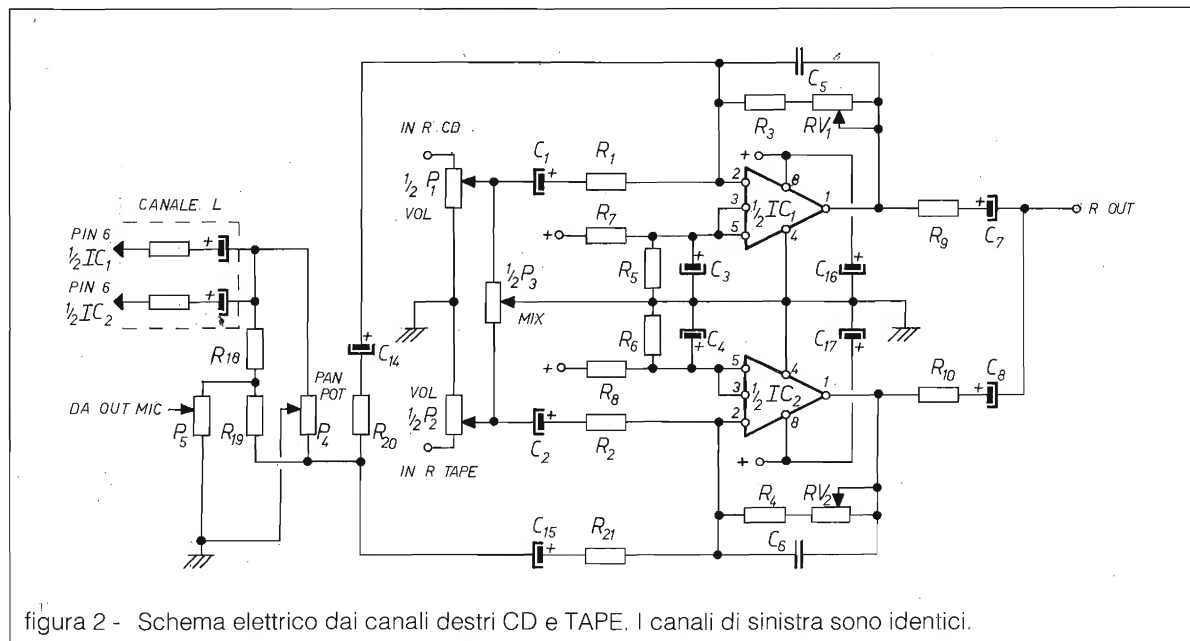 C5
R3
RV1
IN R CD
C1
R1
1/2 P1
VOL
+
8
2
3
5
1/2 IC1
1
4
CANALE L
PIN 6
1/2 IC1
+
PIN 6
1/2 IC2
+
R7
+
R5
C3
+
R9
+
C7
R OUT
+
C16
1/2 P3
MIX
R6
C4
+
C17
+
R18
+
C14
PAN
POT
DA OUT MIC
P5
R19
P4
R20
VOL
1/2 P2
IN R TAPE
+
R8
C2
+
R2
5
3
2
4
1/2 IC2
1
8
+
R10
+
C8
R4
RV2
C15
+
R21
C6
figura 2 - Schema elettrico dai canali destri CD e TAPE. I canali di sinistra sono identici.